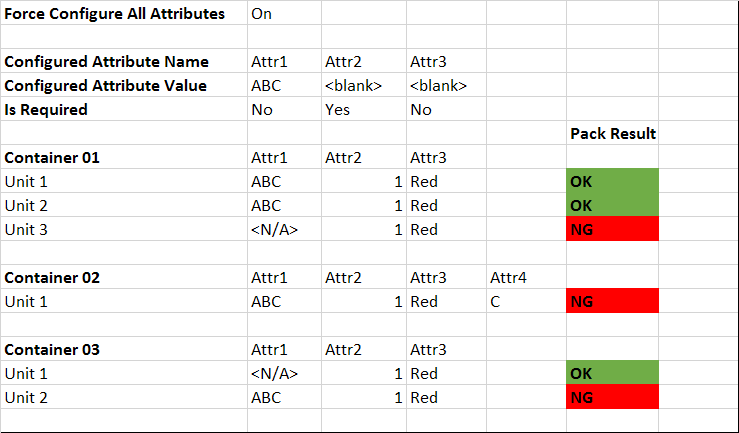 Force Configure All Attributes On
Configured Attribute Name Attr1 Attr2 Attr3
Configured Attribute Value ABC <blank> <blank>
Is Required No Yes No
Pack Result
Container 01 Attr1 Attr2 Attr3
Unit 1 ABC 1 Red OK
Unit 2 ABC 1 Red OK
Unit 3 <N/A> 1 Red NG
Container 02 Attr1 Attr2 Attr3 Attr4
Unit 1 ABC 1 Red C NG
Container 03 Attr1 Attr2 Attr3
Unit 1 <N/A> 1 Red OK
Unit 2 ABC 1 Red NG